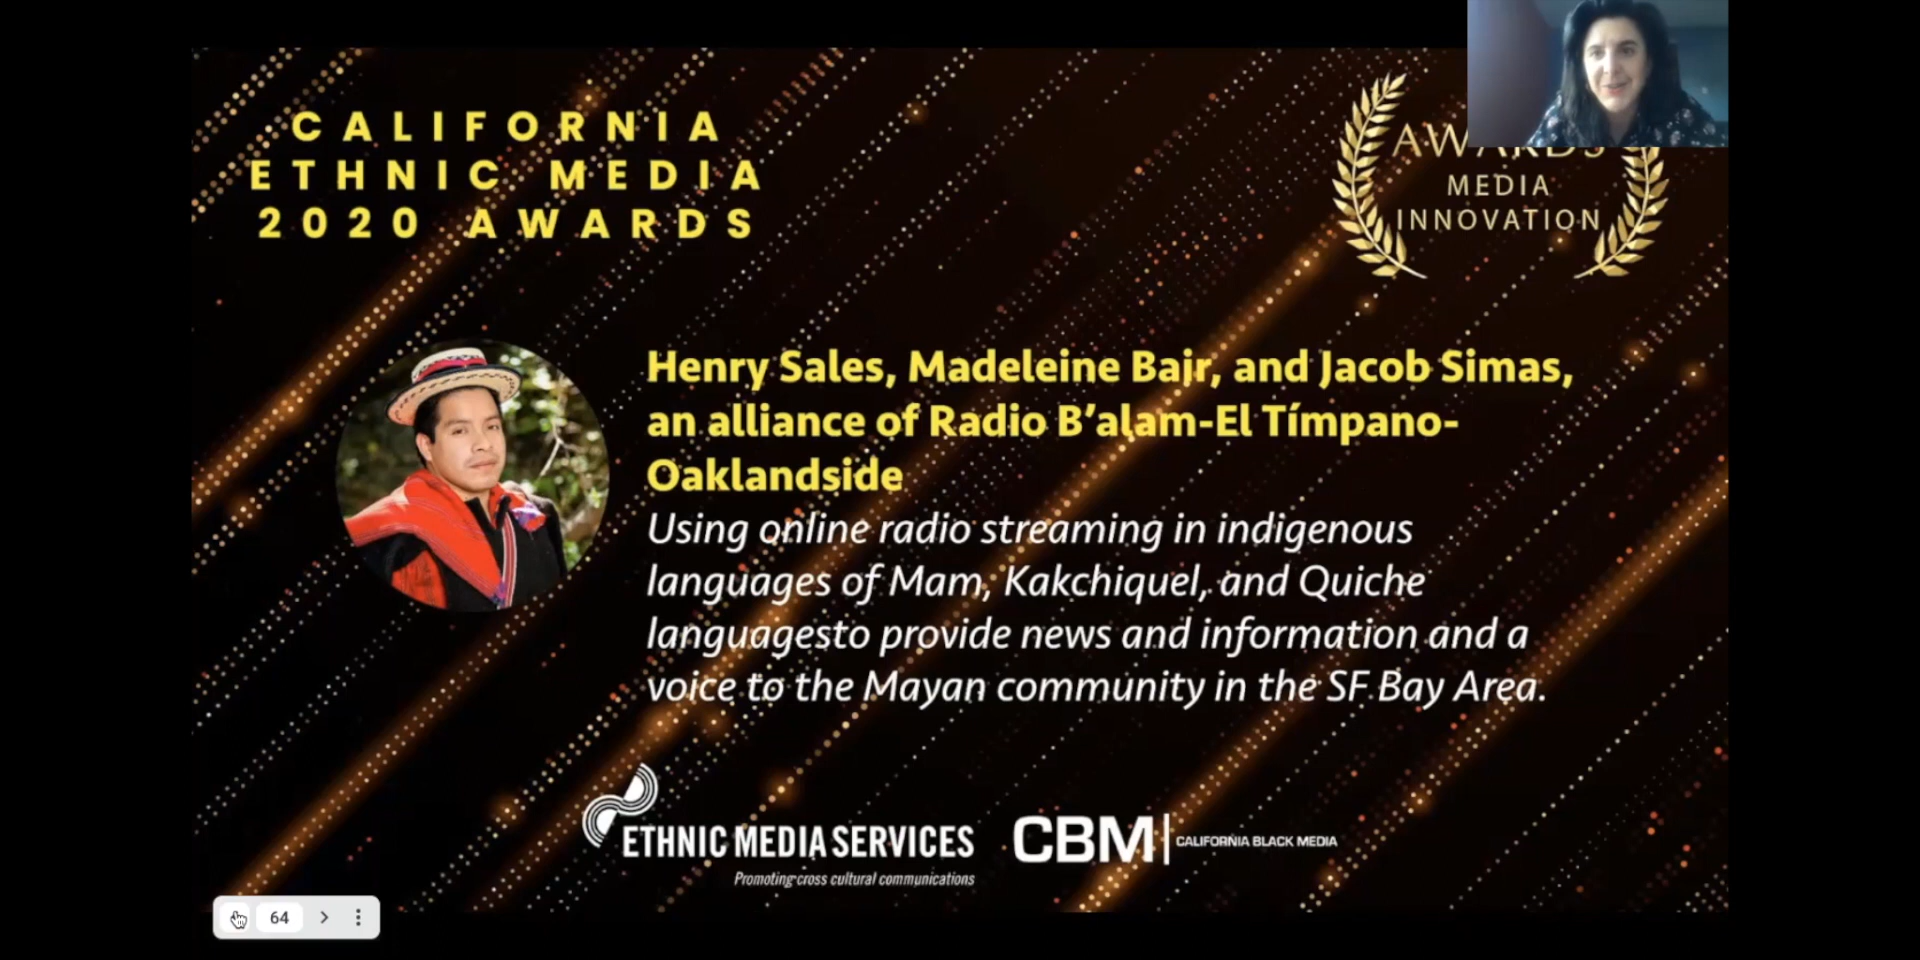 CALIFORNIA
ETHNIC MEDIA
2020 AWARDS
AWARDS
MEDIA
INNOVATION
Henry Sales, Madeleine Bair, and Jacob Simas,
an alliance of Radio B’alam-El Tímpano-
Oaklandside
Using online radio streaming in indigenous
languages of Mam, Kakchiquel, and Quiche
languagesto provide news and information and a
voice to the Mayan community in the SF Bay Area.
ETHNIC MEDIA SERVICES
Promoting cross cultural communications
CBM
CALIFORNIA BLACK MEDIA
64